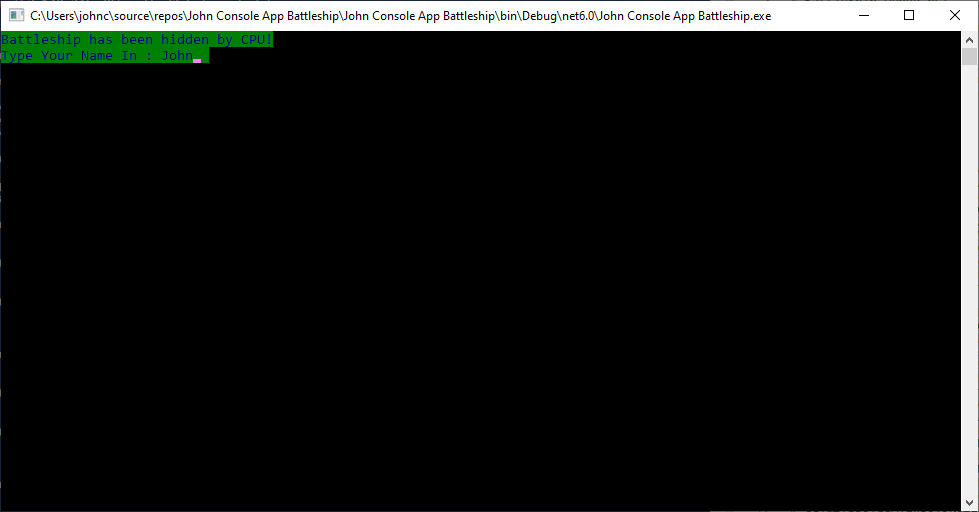 C:\Users\johnc\source\repos\John Console App Battleship\John Console App Battleship\bin\Debug\net6.0\John Console App Battleship.exe
Battleship has been hidden by CPU!
Type Your Name In : John